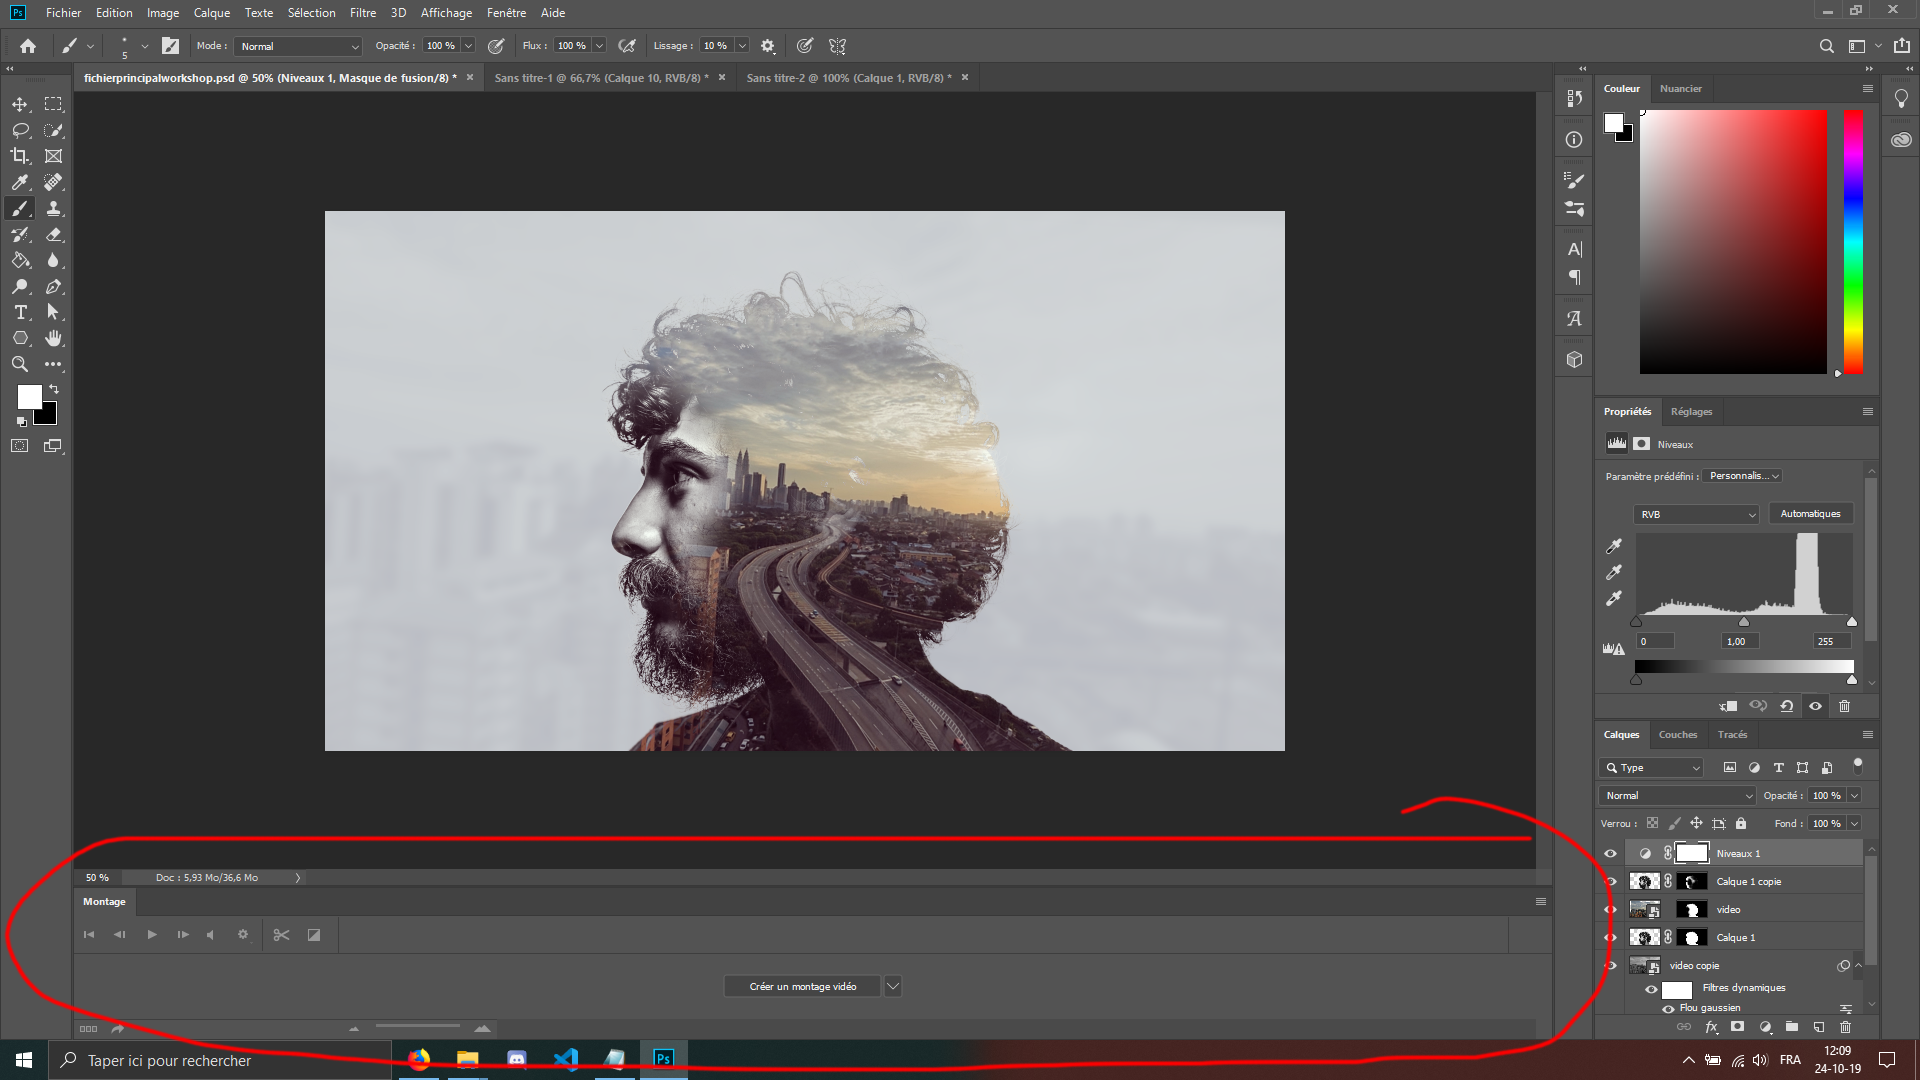 Ps Fichier Edition Image Calque Texte Sélection Filtre 3D Affichage Fenêtre Aide
5 Mode : Normal Opacité : 100 % Flux : 100 % Lissage : 10 %
fichierprincipalworkshop.psd @ 50% (Niveaux 1, Masque de fusion/8) * Sans titre-1 @ 66,7% (Calque 10, RVB/8) * Sans titre-2 @ 100% (Calque 1, RVB/8) *
Couleur Nuancier
Propriétés Réglages
Niveaux
Paramètre prédéfini : Personnalis...
RVB Automatiques
0 1,00 255
Calques Couches Tracés
Type
Normal Opacité : 100 %
Verrou : Fond : 100 %
Niveaux 1
Calque 1 copie
video
Calque 1
video copie
Filtres dynamiques
Flou gaussien
fx
50 % Doc : 5,93 Mo/36,6 Mo
Montage
Créer un montage vidéo
Taper ici pour rechercher
Ps
FRA
12:09
24-10-19